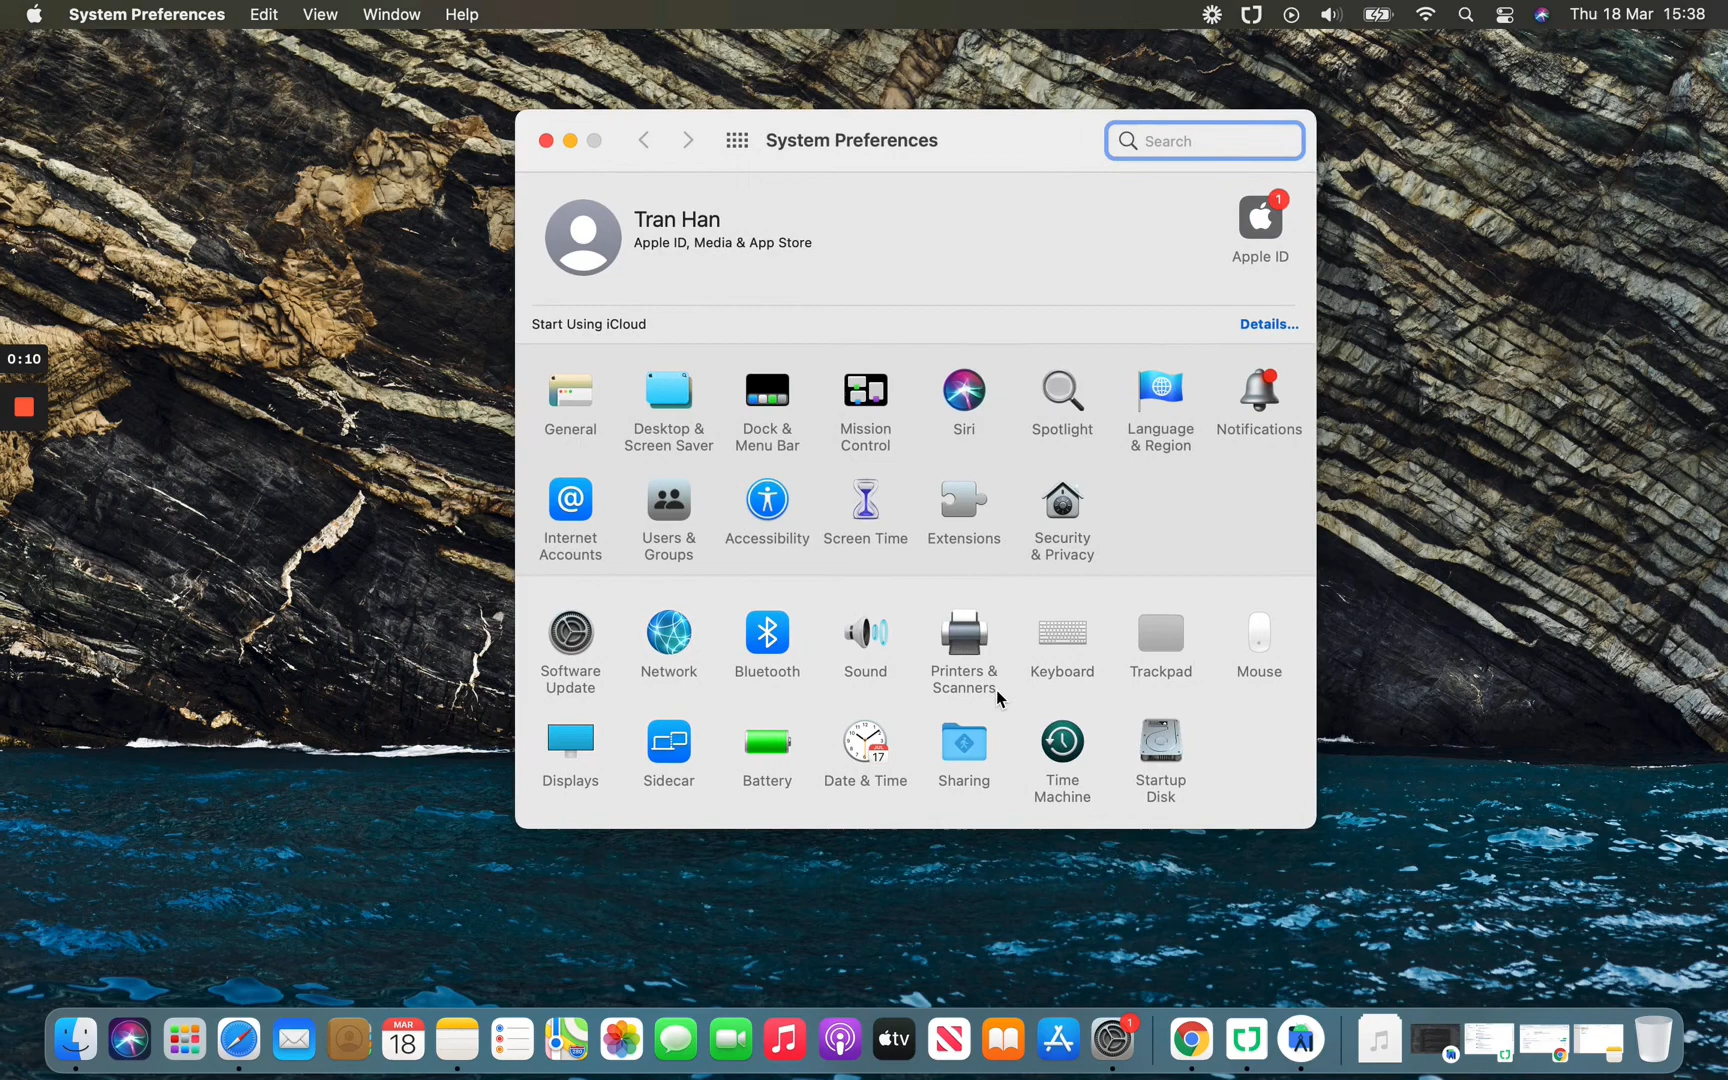 System Preferences Edit View Window Help
Thu 18 Mar 15:38
System Preferences
Search
Tran Han
Apple ID, Media & App Store
1
Apple ID
Start Using iCloud
Details...
0:10
General
Desktop &
Screen Saver
Dock &
Menu Bar
Mission
Control
Siri
Spotlight
Language
& Region
Notifications
Internet
Accounts
Users &
Groups
Accessibility
Screen Time
Extensions
Security
& Privacy
Software
Update
Network
Bluetooth
Sound
Printers &
Scanners
Keyboard
Trackpad
Mouse
Displays
Sidecar
Battery
JUL
17
Date & Time
Sharing
Time
Machine
Startup
Disk
MAR
18
tv
1